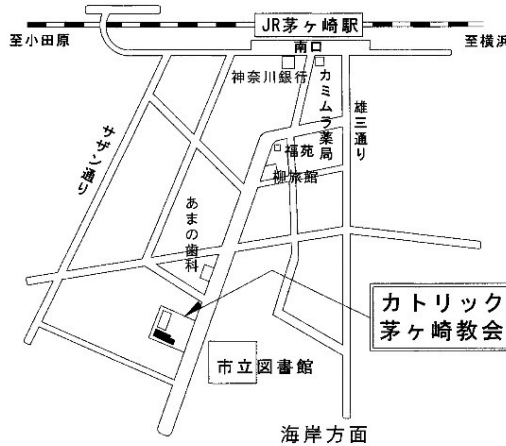 JR茅ヶ崎駅
至小田原
至横浜
南口
神奈川銀行
カミムラ薬局
雄三通り
サザン通り
福苑
柳旅館
あまの歯科
カトリック
茅ヶ崎教会
市立図書館
海岸方面